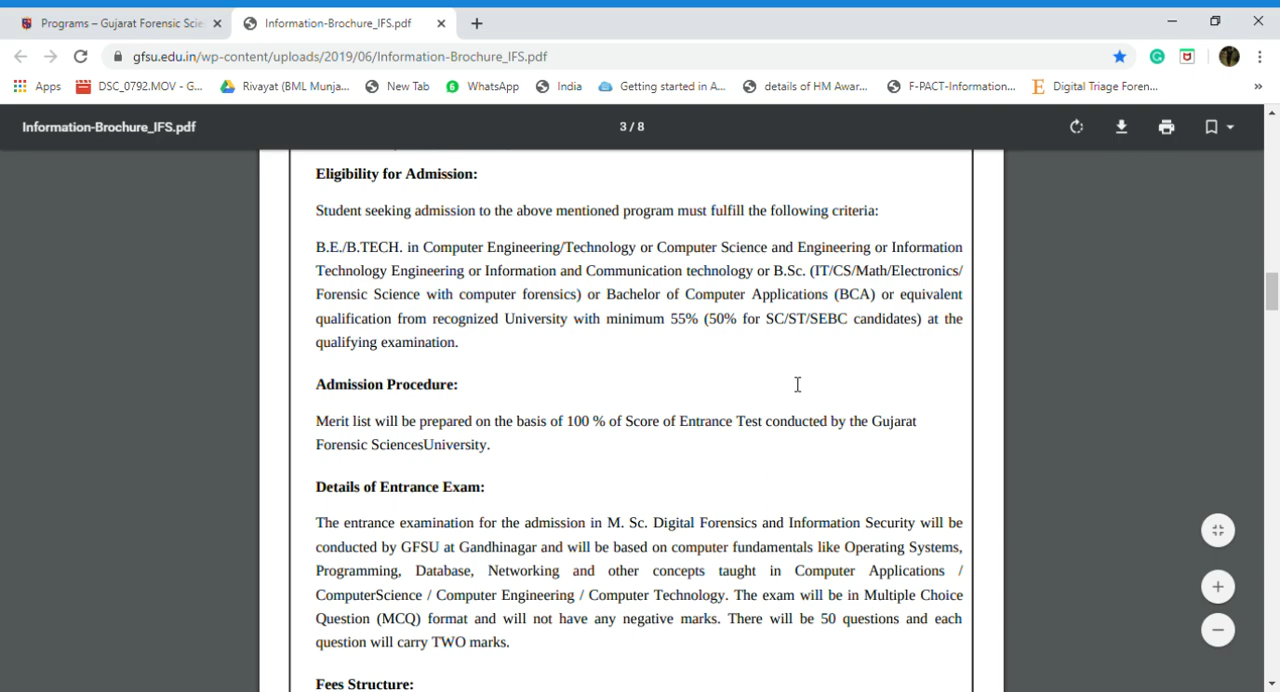 Programs – Gujarat Forensic Scie
Information-Brochure_IFS.pdf
gfsu.edu.in/wp-content/uploads/2019/06/Information-Brochure_IFS.pdf
Apps DSC_0792.MOV - G... Rivayat (BML Munja... New Tab WhatsApp India Getting started in A... details of HM Awar... F-PACT-Information... Digital Triage Foren... »
Information-Brochure_IFS.pdf 3 / 8
Eligibility for Admission:
Student seeking admission to the above mentioned program must fulfill the following criteria:
B.E./B.TECH. in Computer Engineering/Technology or Computer Science and Engineering or Information
Technology Engineering or Information and Communication technology or B.Sc. (IT/CS/Math/Electronics/
Forensic Science with computer forensics) or Bachelor of Computer Applications (BCA) or equivalent
qualification from recognized University with minimum 55% (50% for SC/ST/SEBC candidates) at the
qualifying examination.
Admission Procedure:
Merit list will be prepared on the basis of 100 % of Score of Entrance Test conducted by the Gujarat
Forensic SciencesUniversity.
Details of Entrance Exam:
The entrance examination for the admission in M. Sc. Digital Forensics and Information Security will be
conducted by GFSU at Gandhinagar and will be based on computer fundamentals like Operating Systems,
Programming, Database, Networking and other concepts taught in Computer Applications /
ComputerScience / Computer Engineering / Computer Technology. The exam will be in Multiple Choice
Question (MCQ) format and will not have any negative marks. There will be 50 questions and each
question will carry TWO marks.
Fees Structure: